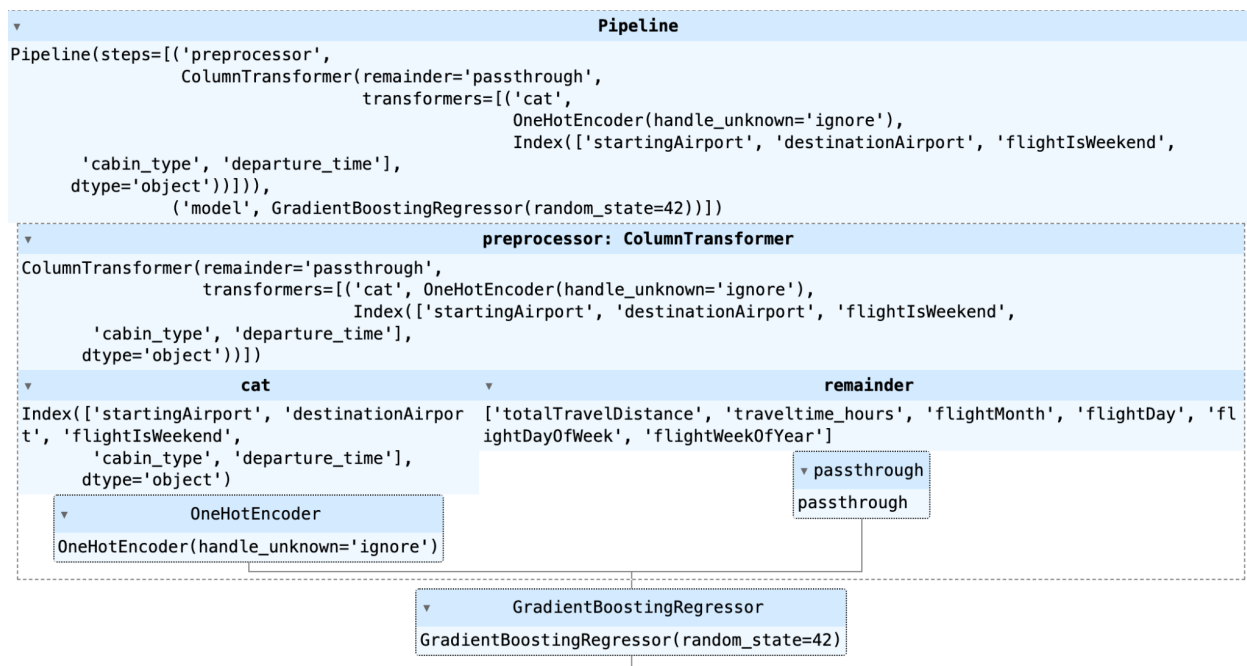 Pipeline
Pipeline(steps=[('preprocessor',
ColumnTransformer(remainder='passthrough',
transformers=[('cat',
OneHotEncoder(handle_unknown='ignore'),
Index(['startingAirport', 'destinationAirport', 'flightIsWeekend',
'cabin_type', 'departure_time'],
dtype='object'))])),
('model', GradientBoostingRegressor(random_state=42))])
preprocessor: ColumnTransformer
ColumnTransformer(remainder='passthrough',
transformers=[('cat', OneHotEncoder(handle_unknown='ignore'),
Index(['startingAirport', 'destinationAirport', 'flightIsWeekend',
'cabin_type', 'departure_time'],
dtype='object'))])
cat
Index(['startingAirport', 'destinationAirpor
t', 'flightIsWeekend',
'cabin_type', 'departure_time'],
dtype='object')
OneHotEncoder
OneHotEncoder(handle_unknown='ignore')
remainder
['totalTravelDistance', 'traveltime_hours', 'flightMonth', 'flightDay', 'fl
ightDayOfWeek', 'flightWeekOfYear']
passthrough
passthrough
GradientBoostingRegressor
GradientBoostingRegressor(random_state=42)